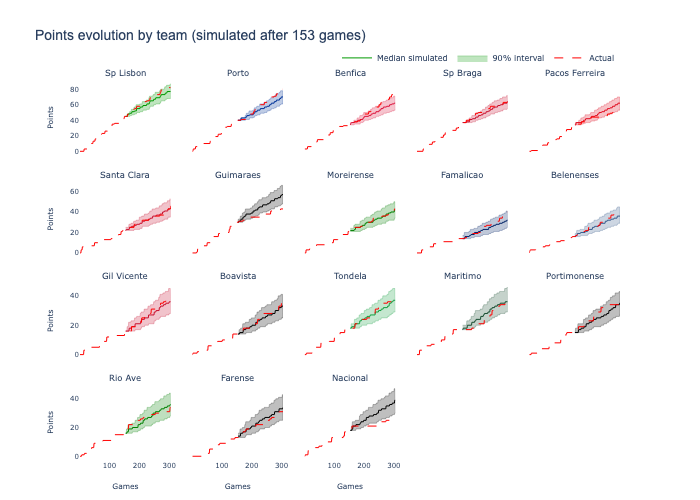 Points evolution by team (simulated after 153 games)
Median simulated 90% interval Actual
Sp Lisbon Porto Benfica Sp Braga Pacos Ferreira
80
60
40
20
0
Points
Santa Clara Guimaraes Moreirense Famalicao Belenenses
60
40
20
0
Points
Gil Vicente Boavista Tondela Maritimo Portimonense
40
20
0
Points
Rio Ave Farense Nacional
40
20
0
Points
100 200 300 100 200 300 100 200 300
Games Games Games